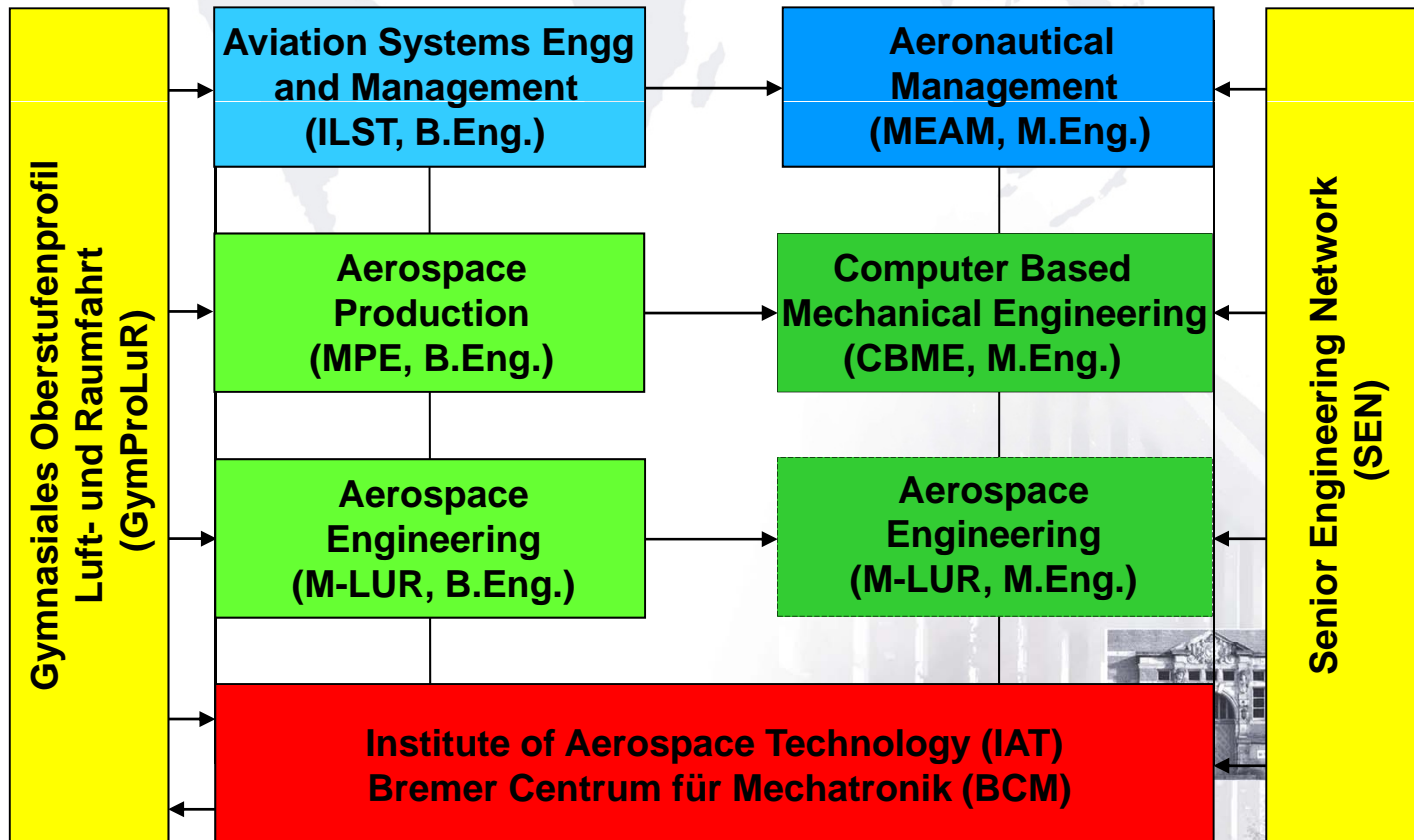 Gymnasiales Oberstufenprofil
Luft- und Raumfahrt
(GymProLuR)
Aviation Systems Engg
and Management
(ILST, B.Eng.)
Aeronautical
Management
(MEAM, M.Eng.)
Aerospace
Production
(MPE, B.Eng.)
Computer Based
Mechanical Engineering
(CBME, M.Eng.)
Aerospace
Engineering
(M-LUR, B.Eng.)
Aerospace
Engineering
(M-LUR, M.Eng.)
Institute of Aerospace Technology (IAT)
Bremer Centrum für Mechatronik (BCM)
Senior Engineering Network
(SEN)